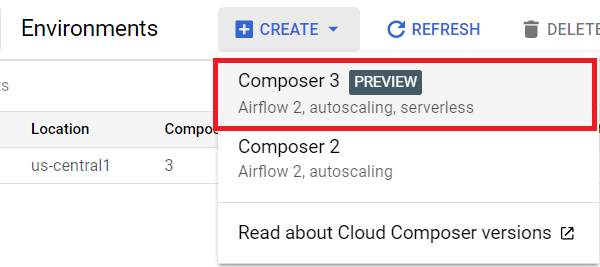 Environments
CREATE
REFRESH
DELETE
ts
Composer 3 PREVIEW
Airflow 2, autoscaling, serverless
Location
Compo
Composer 2
us-central1
3
Airflow 2, autoscaling
Read about Cloud Composer versions